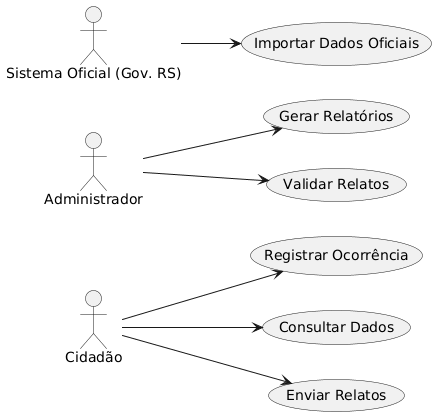 Importar Dados Oficiais
Sistema Oficial (Gov. RS)
Gerar Relatórios
Validar Relatos
Administrador
Registrar Ocorrência
Consultar Dados
Cidadão
Enviar Relatos